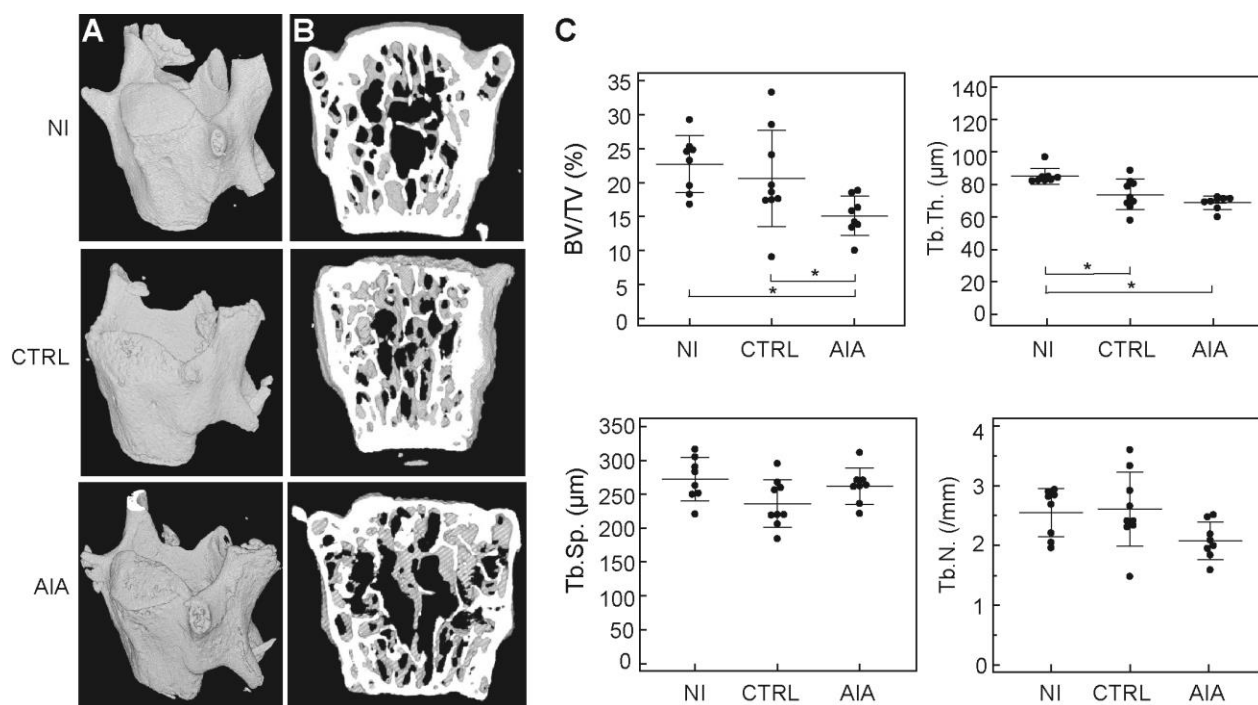 A
B
C
NI
CTRL
AIA
BV/TV (%)
35
30
25
20
15
10
5
0
*
*
NI CTRL AIA
Tb.Th. (µm)
140
120
100
80
60
40
20
0
*
*
NI CTRL AIA
Tb.Sp. (µm)
350
300
250
200
150
100
50
0
NI CTRL AIA
Tb.N. (/mm)
4
3
2
1
0
NI CTRL AIA